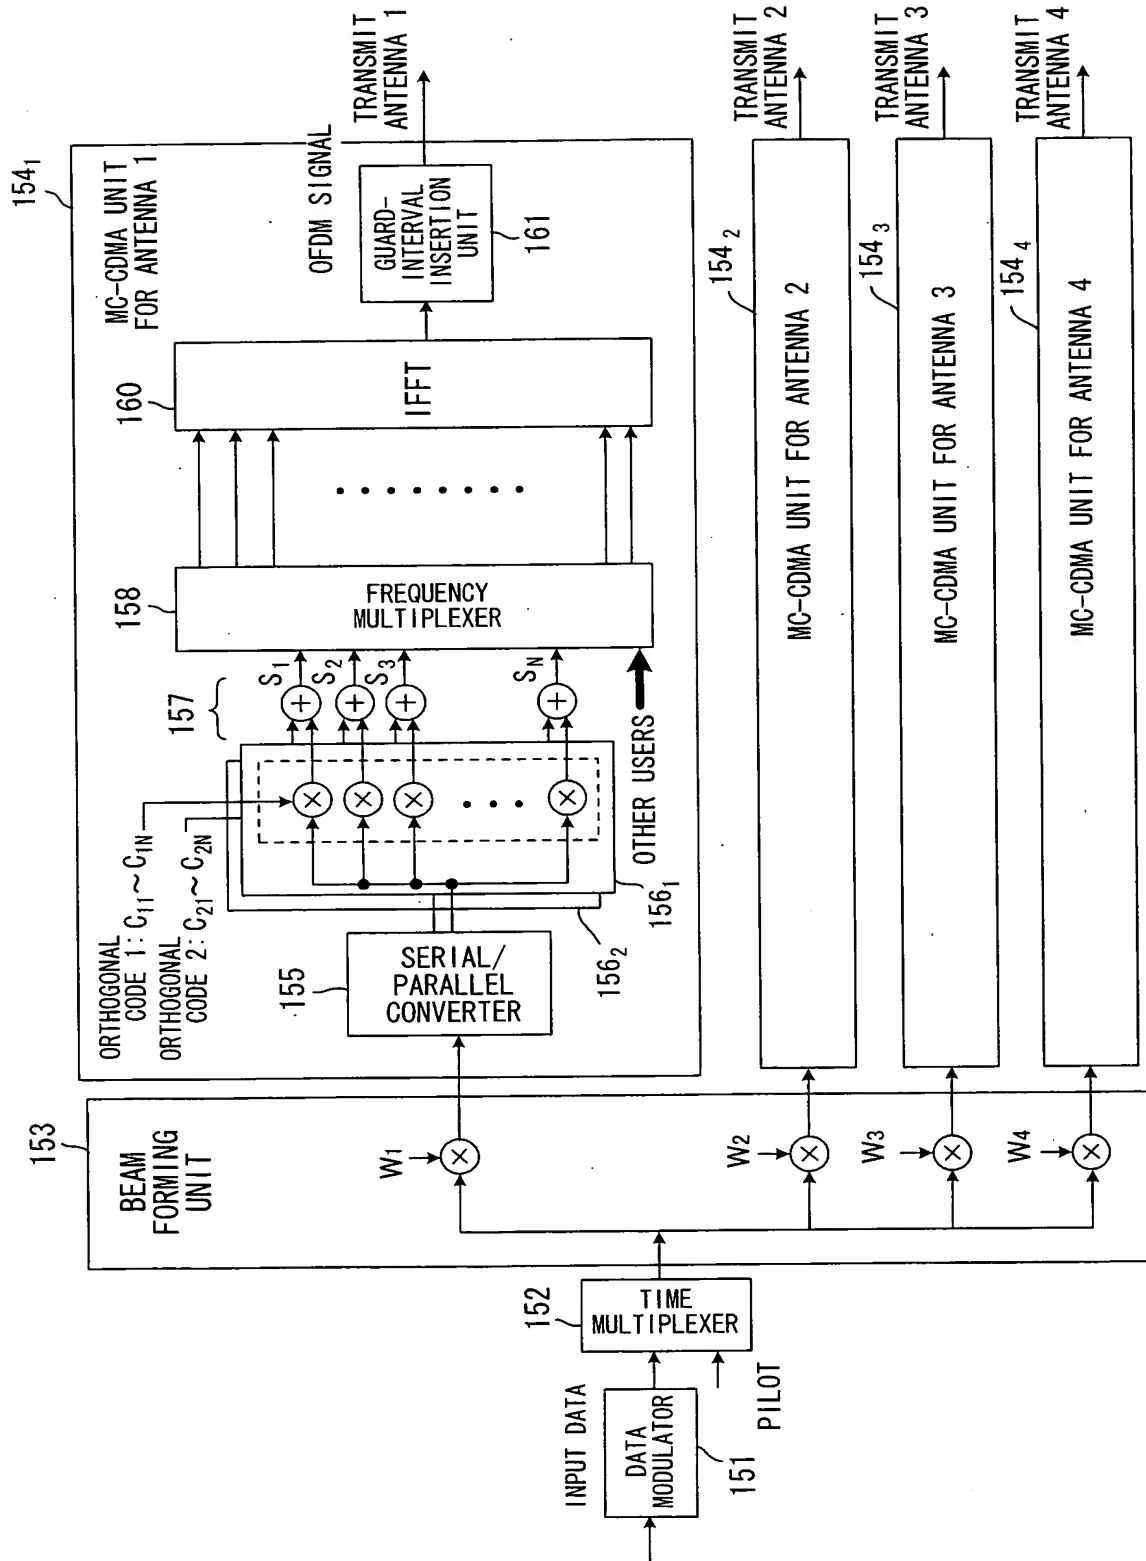 INPUT DATA
DATA
MODULATOR
151
PILOT
152
TIME
MULTIPLEXER
153
BEAM
FORMING
UNIT
W1
W2
W3
W4
154₁
MC-CDMA UNIT
FOR ANTENNA 1
ORTHOGONAL
CODE 1: C₁₁~C₁N
ORTHOGONAL
CODE 2: C₂₁~C₂N
155
SERIAL/
PARALLEL
CONVERTER
156₂
156₁
157
S₁
S₂
S₃
SN
OTHER USERS
158
FREQUENCY
MULTIPLEXER
160
IFFT
OFDM SIGNAL
GUARD-
INTERVAL
INSERTION
UNIT
161
TRANSMIT
ANTENNA 1
154₂
MC-CDMA UNIT FOR ANTENNA 2
TRANSMIT
ANTENNA 2
154₃
MC-CDMA UNIT FOR ANTENNA 3
TRANSMIT
ANTENNA 3
154₄
MC-CDMA UNIT FOR ANTENNA 4
TRANSMIT
ANTENNA 4